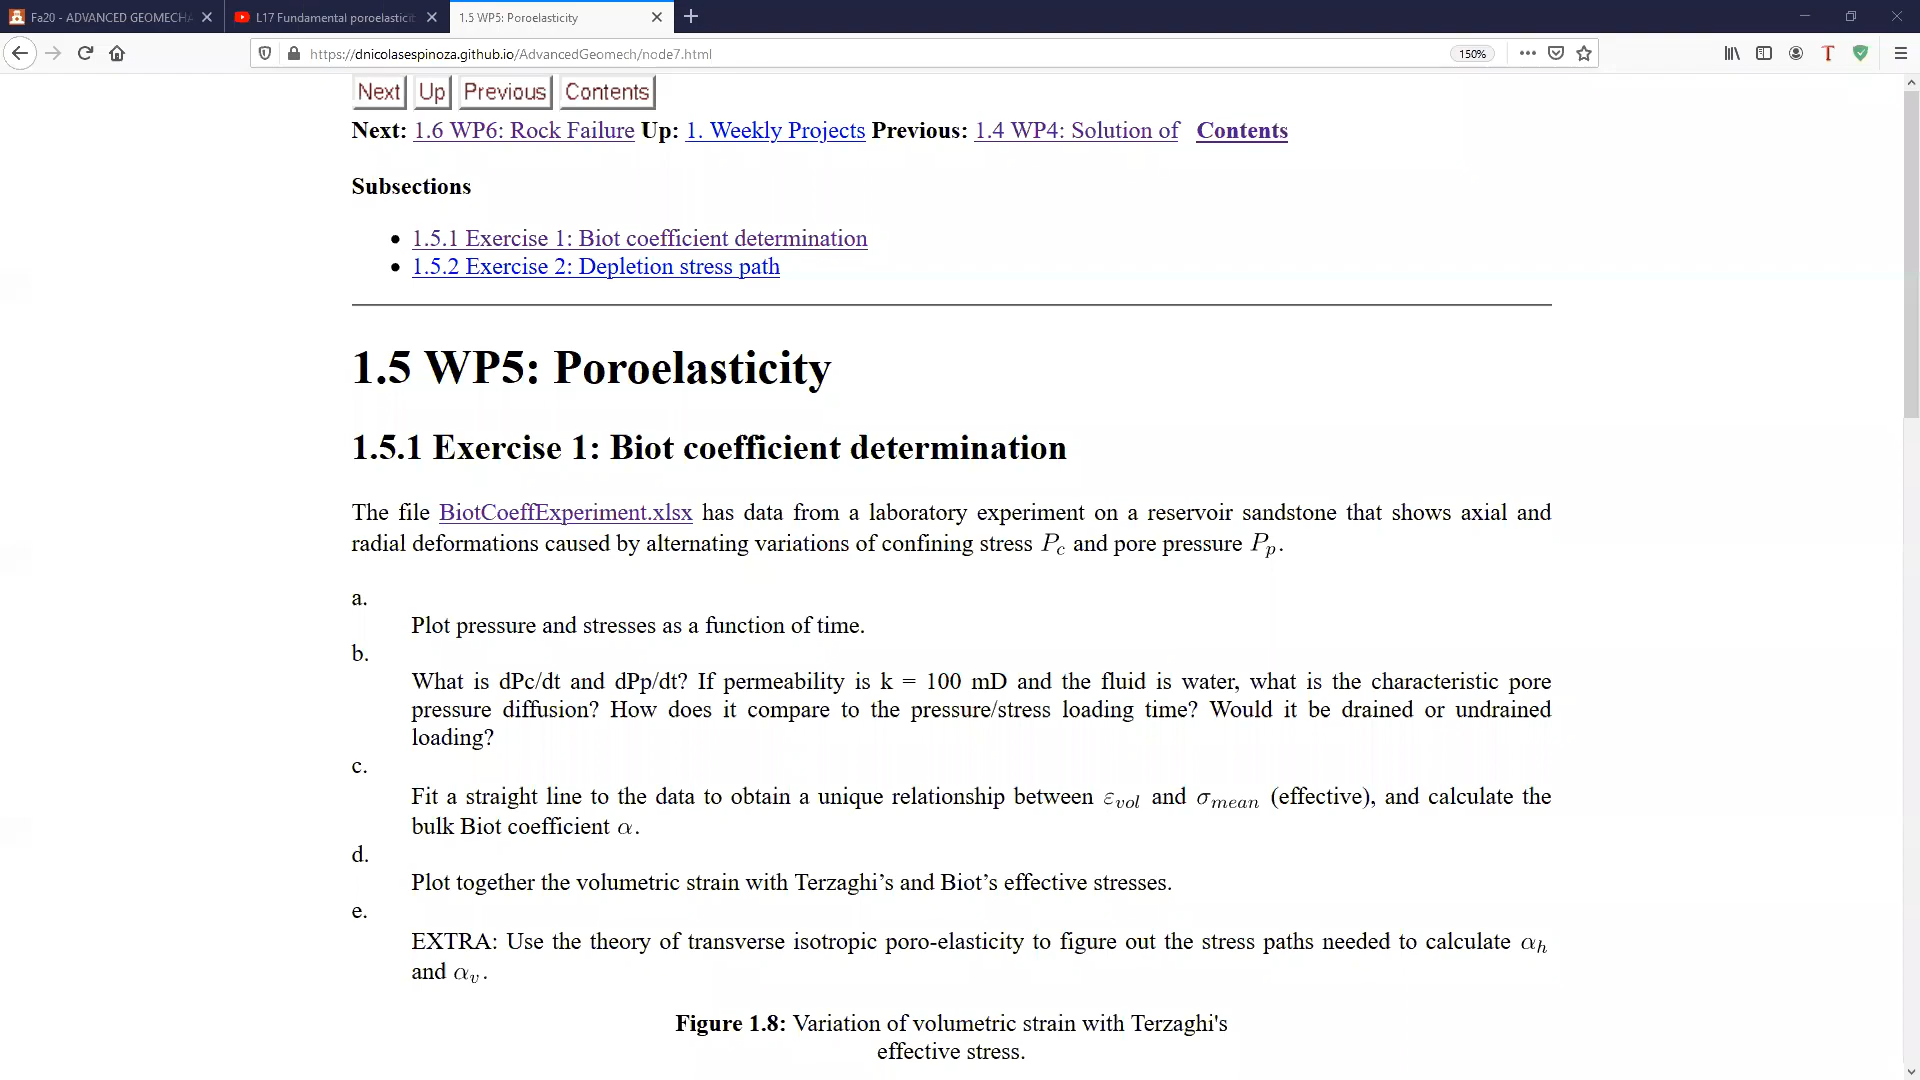 Fa20 - ADVANCED GEOMECHA
L17 Fundamental poroelasticit
1.5 WP5: Poroelasticity
https://dnicolasespinoza.github.io/AdvancedGeomech/node7.html
150%
Next Up Previous Contents
Next: 1.6 WP6: Rock Failure Up: 1. Weekly Projects Previous: 1.4 WP4: Solution of Contents
Subsections
• 1.5.1 Exercise 1: Biot coefficient determination
• 1.5.2 Exercise 2: Depletion stress path
1.5 WP5: Poroelasticity
1.5.1 Exercise 1: Biot coefficient determination
The file BiotCoeffExperiment.xlsx has data from a laboratory experiment on a reservoir sandstone that shows axial and
radial deformations caused by alternating variations of confining stress P_c and pore pressure P_p.
a.
Plot pressure and stresses as a function of time.
b.
What is dPc/dt and dPp/dt? If permeability is k = 100 mD and the fluid is water, what is the characteristic pore
pressure diffusion? How does it compare to the pressure/stress loading time? Would it be drained or undrained
loading?
c.
Fit a straight line to the data to obtain a unique relationship between ε_vol and σ_mean (effective), and calculate the
bulk Biot coefficient α.
d.
Plot together the volumetric strain with Terzaghi’s and Biot’s effective stresses.
e.
EXTRA: Use the theory of transverse isotropic poro-elasticity to figure out the stress paths needed to calculate α_h
and α_v.
Figure 1.8: Variation of volumetric strain with Terzaghi's
effective stress.